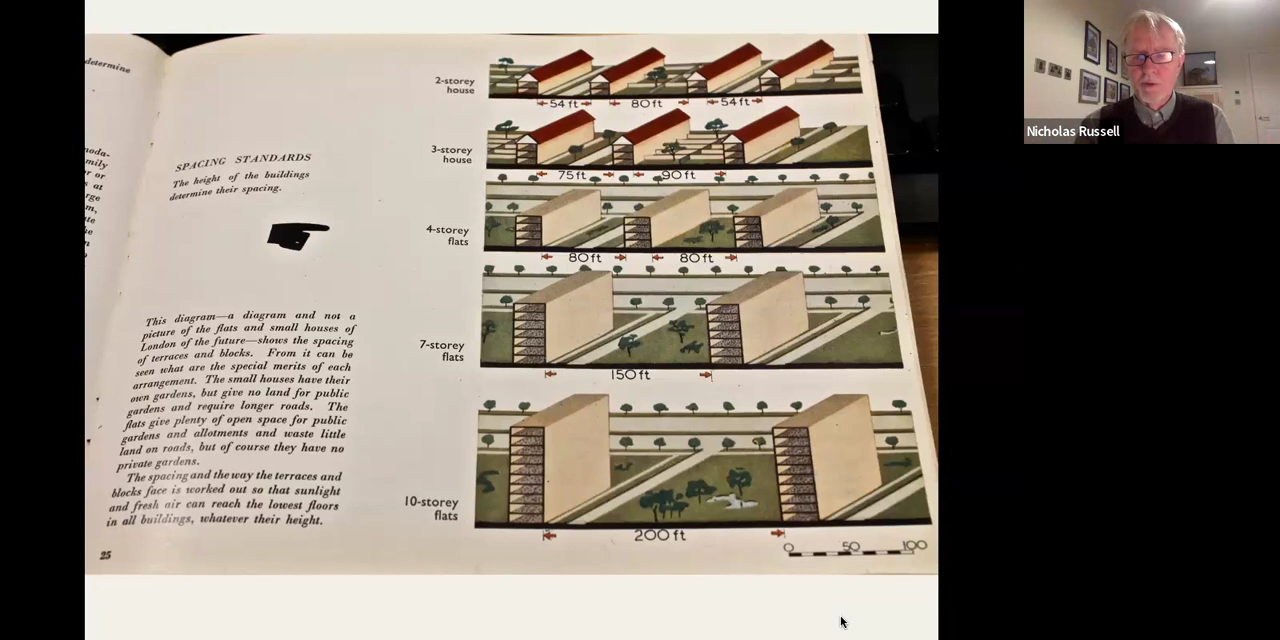 determine
noda-
mily
r or
s at
rge
m,
ate
he
n
SPACING STANDARDS
The height of the buildings
determine their spacing.
This diagram—a diagram and not a
picture of the flats and small houses of
London of the future—shows the spacing
of terraces and blocks. From it can be
seen what are the special merits of each
arrangement. The small houses have their
own gardens, but give no land for public
gardens and require longer roads. The
flats give plenty of open space for public
gardens and allotments and waste little
land on roads, but of course they have no
private gardens.
The spacing and the way the terraces and
blocks face is worked out so that sunlight
and fresh air can reach the lowest floors
in all buildings, whatever their height.
25
2-storey
house
54 ft 80 ft 54 ft
3-storey
house
75 ft 90 ft
4-storey
flats
80 ft 80 ft
7-storey
flats
150 ft
10-storey
flats
200 ft
0 50 100
Nicholas Russell